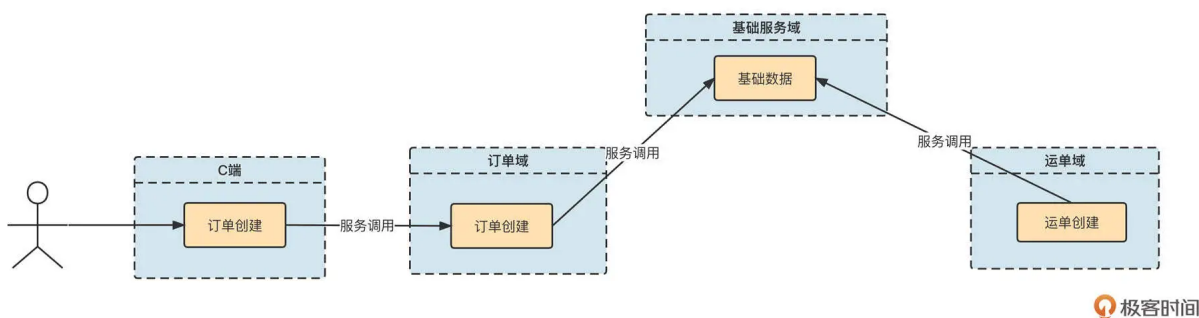 基础服务域
基础数据
服务调用
服务调用
C端
订单域
运单域
订单创建
服务调用
订单创建
运单创建
极客时间